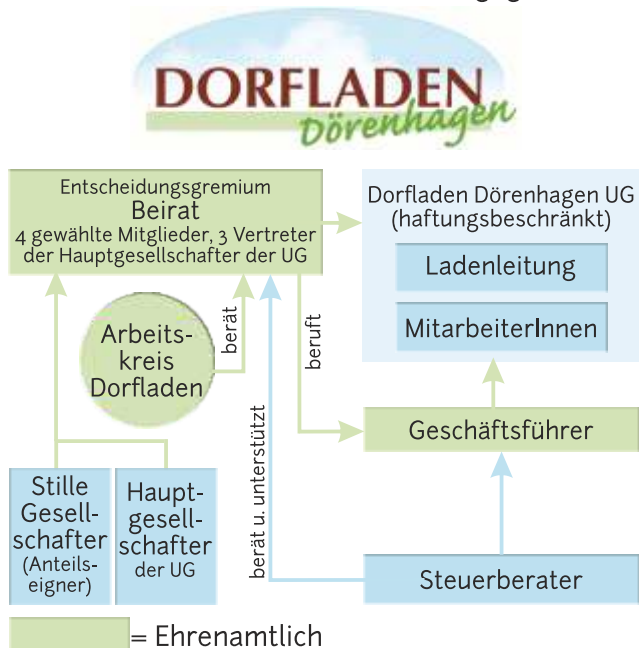 DORFLADEN
Dörenhagen
Entscheidungsgremium
Beirat
4 gewählte Mitglieder, 3 Vertreter
der Hauptgesellschafter der UG
Dorfladen Dörenhagen UG
(haftungsbeschränkt)
Ladenleitung
MitarbeiterInnen
Arbeits-
kreis
Dorfladen
berät
beruft
Geschäftsführer
Stille
Gesell-
schafter
(Anteils-
eigner)
Haupt-
gesell-
schafter
der UG
berät u. unterstützt
Steuerberater
= Ehrenamtlich